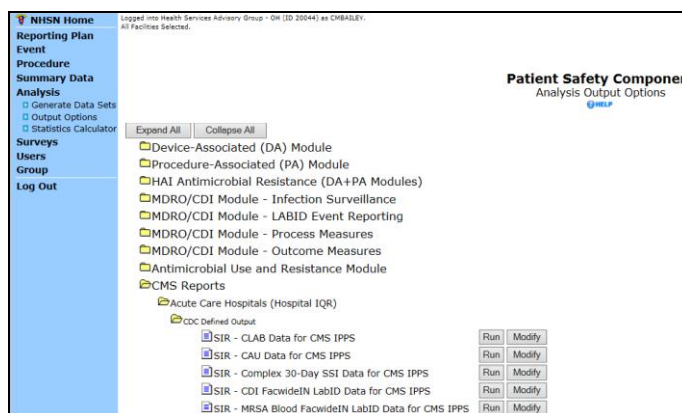 NHSN Home
Reporting Plan
Event
Procedure
Summary Data
Analysis
Generate Data Sets
Output Options
Statistics Calculator
Surveys
Users
Group
Log Out
Logged into Health Services Advisory Group - OH (ID 20044) as CMBAILEY.
All Facilities Selected.
Patient Safety Compone
Analysis Output Options
HELP
Expand All Collapse All
Device-Associated (DA) Module
Procedure-Associated (PA) Module
HAI Antimicrobial Resistance (DA+PA Modules)
MDRO/CDI Module - Infection Surveillance
MDRO/CDI Module - LABID Event Reporting
MDRO/CDI Module - Process Measures
MDRO/CDI Module - Outcome Measures
Antimicrobial Use and Resistance Module
CMS Reports
Acute Care Hospitals (Hospital IQR)
CDC Defined Output
SIR - CLAB Data for CMS IPPS Run Modify
SIR - CAU Data for CMS IPPS Run Modify
SIR - Complex 30-Day SSI Data for CMS IPPS Run Modify
SIR - CDI FacwideIN LabID Data for CMS IPPS Run Modify
SIR - MRSA Blood FacwideIN LabID Data for CMS IPPS Run Modify